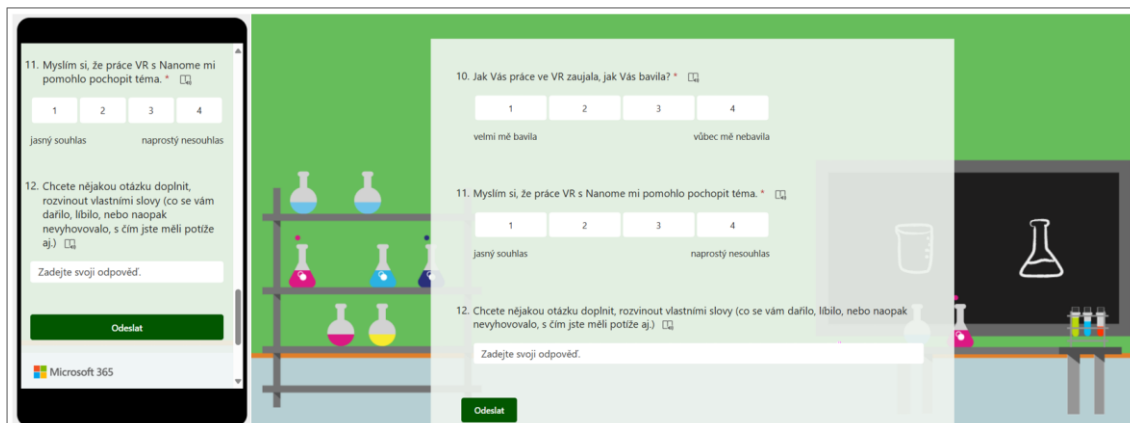 11. Myslím si, že práce VR s Nanome mi
pomohlo pochopit téma. *
1 2 3 4
jasný souhlas naprostý nesouhlas
12. Chcete nějakou otázku doplnit,
rozvinout vlastními slovy (co se vám
dařilo, líbilo, nebo naopak
nevyhovovalo, s čím jste měli potíže
aj.)
Zadejte svoji odpověď.
Odeslat
Microsoft 365
10. Jak Vás práce ve VR zaujala, jak Vás bavila? *
1 2 3 4
velmi mě bavila vůbec mě nebavila
11. Myslím si, že práce VR s Nanome mi pomohlo pochopit téma. *
1 2 3 4
jasný souhlas naprostý nesouhlas
12. Chcete nějakou otázku doplnit, rozvinout vlastními slovy (co se vám dařilo, líbilo, nebo naopak
nevyhovovalo, s čím jste měli potíže aj.)
Zadejte svoji odpověď.
Odeslat